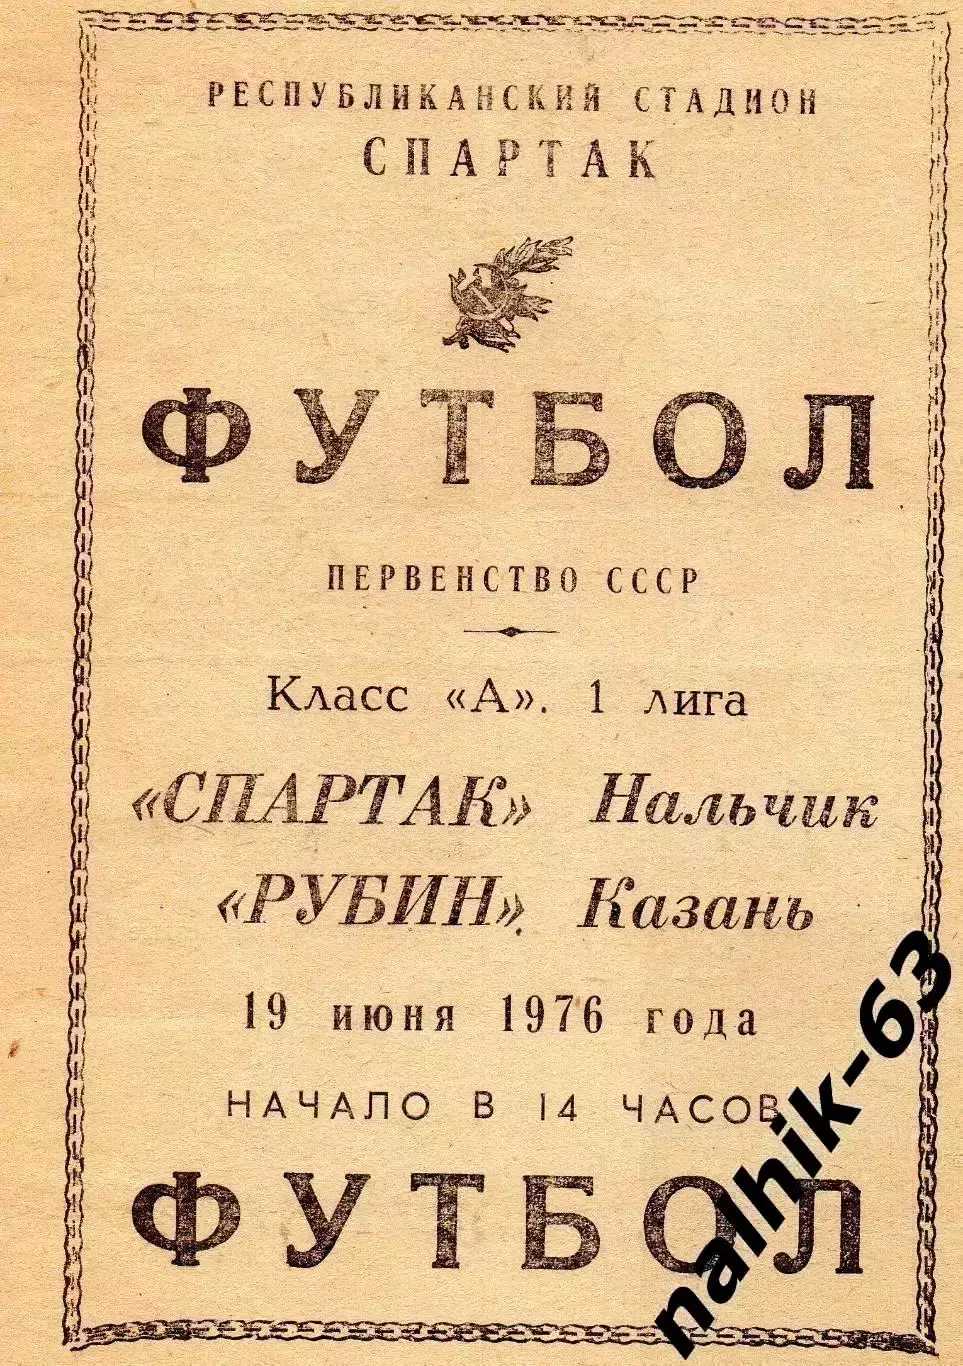 РЕСПУБЛИКАНСКИЙ СТАДИОН
СПАРТАК
ФУТБОЛ
ПЕРВЕНСТВО СССР
Класс «А». 1 лига
«СПАРТАК» Нальчик
«РУБИН», Казань
19 июня 1976 года
НАЧАЛО В 14 ЧАСОВ
ФУТБОЛ
nalhik-63